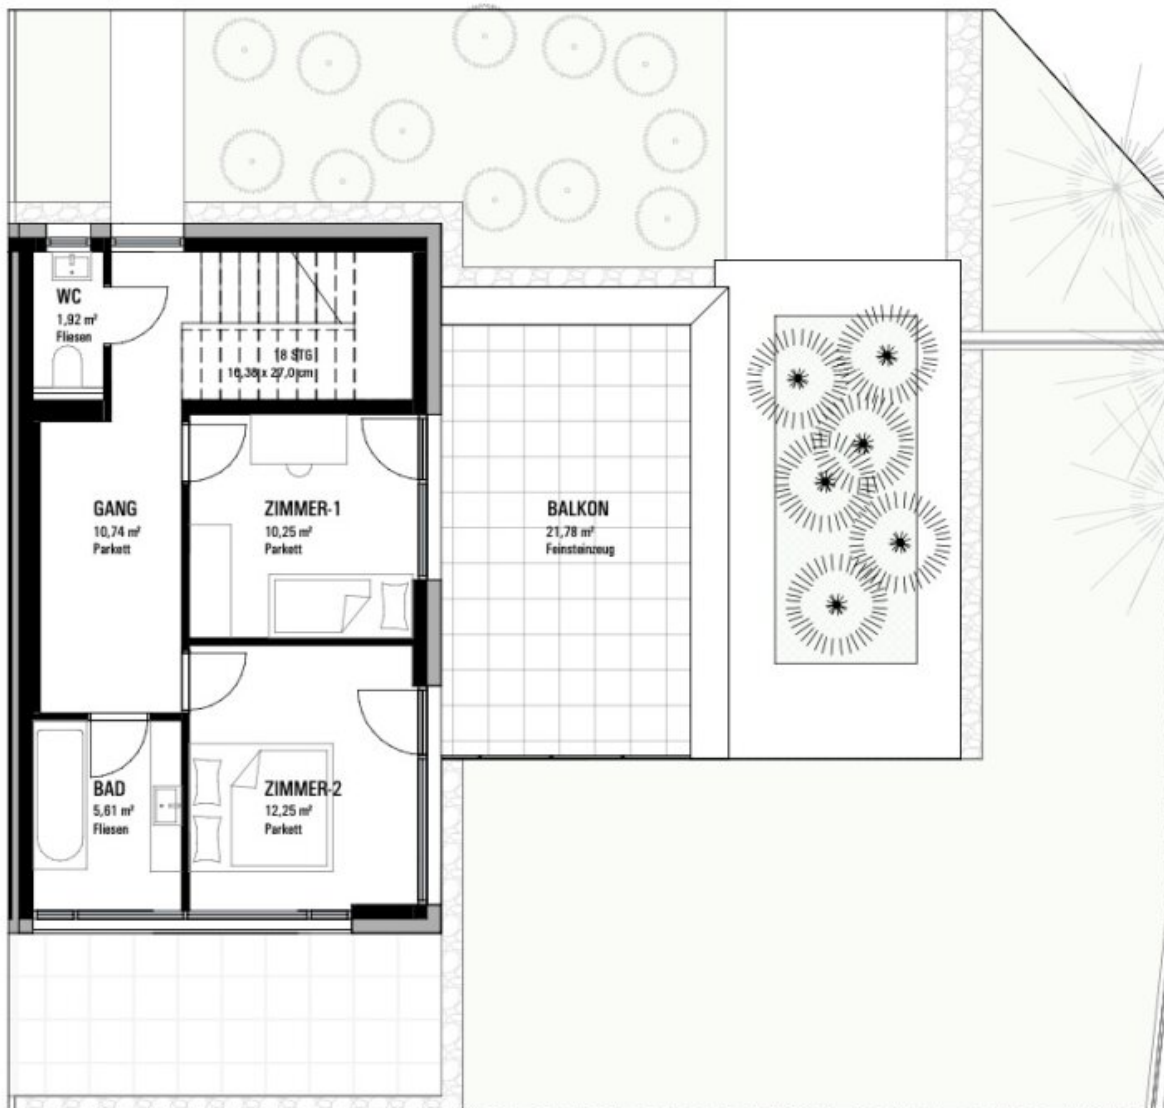 WC
1,92 m²
Fliesen
18 STG
16,38 x 27,0 cm
GANG
10,74 m²
Parkett
ZIMMER-1
10,25 m²
Parkett
BALKON
21,78 m²
Feinsteinzeug
BAD
5,61 m²
Fliesen
ZIMMER-2
12,25 m²
Parkett